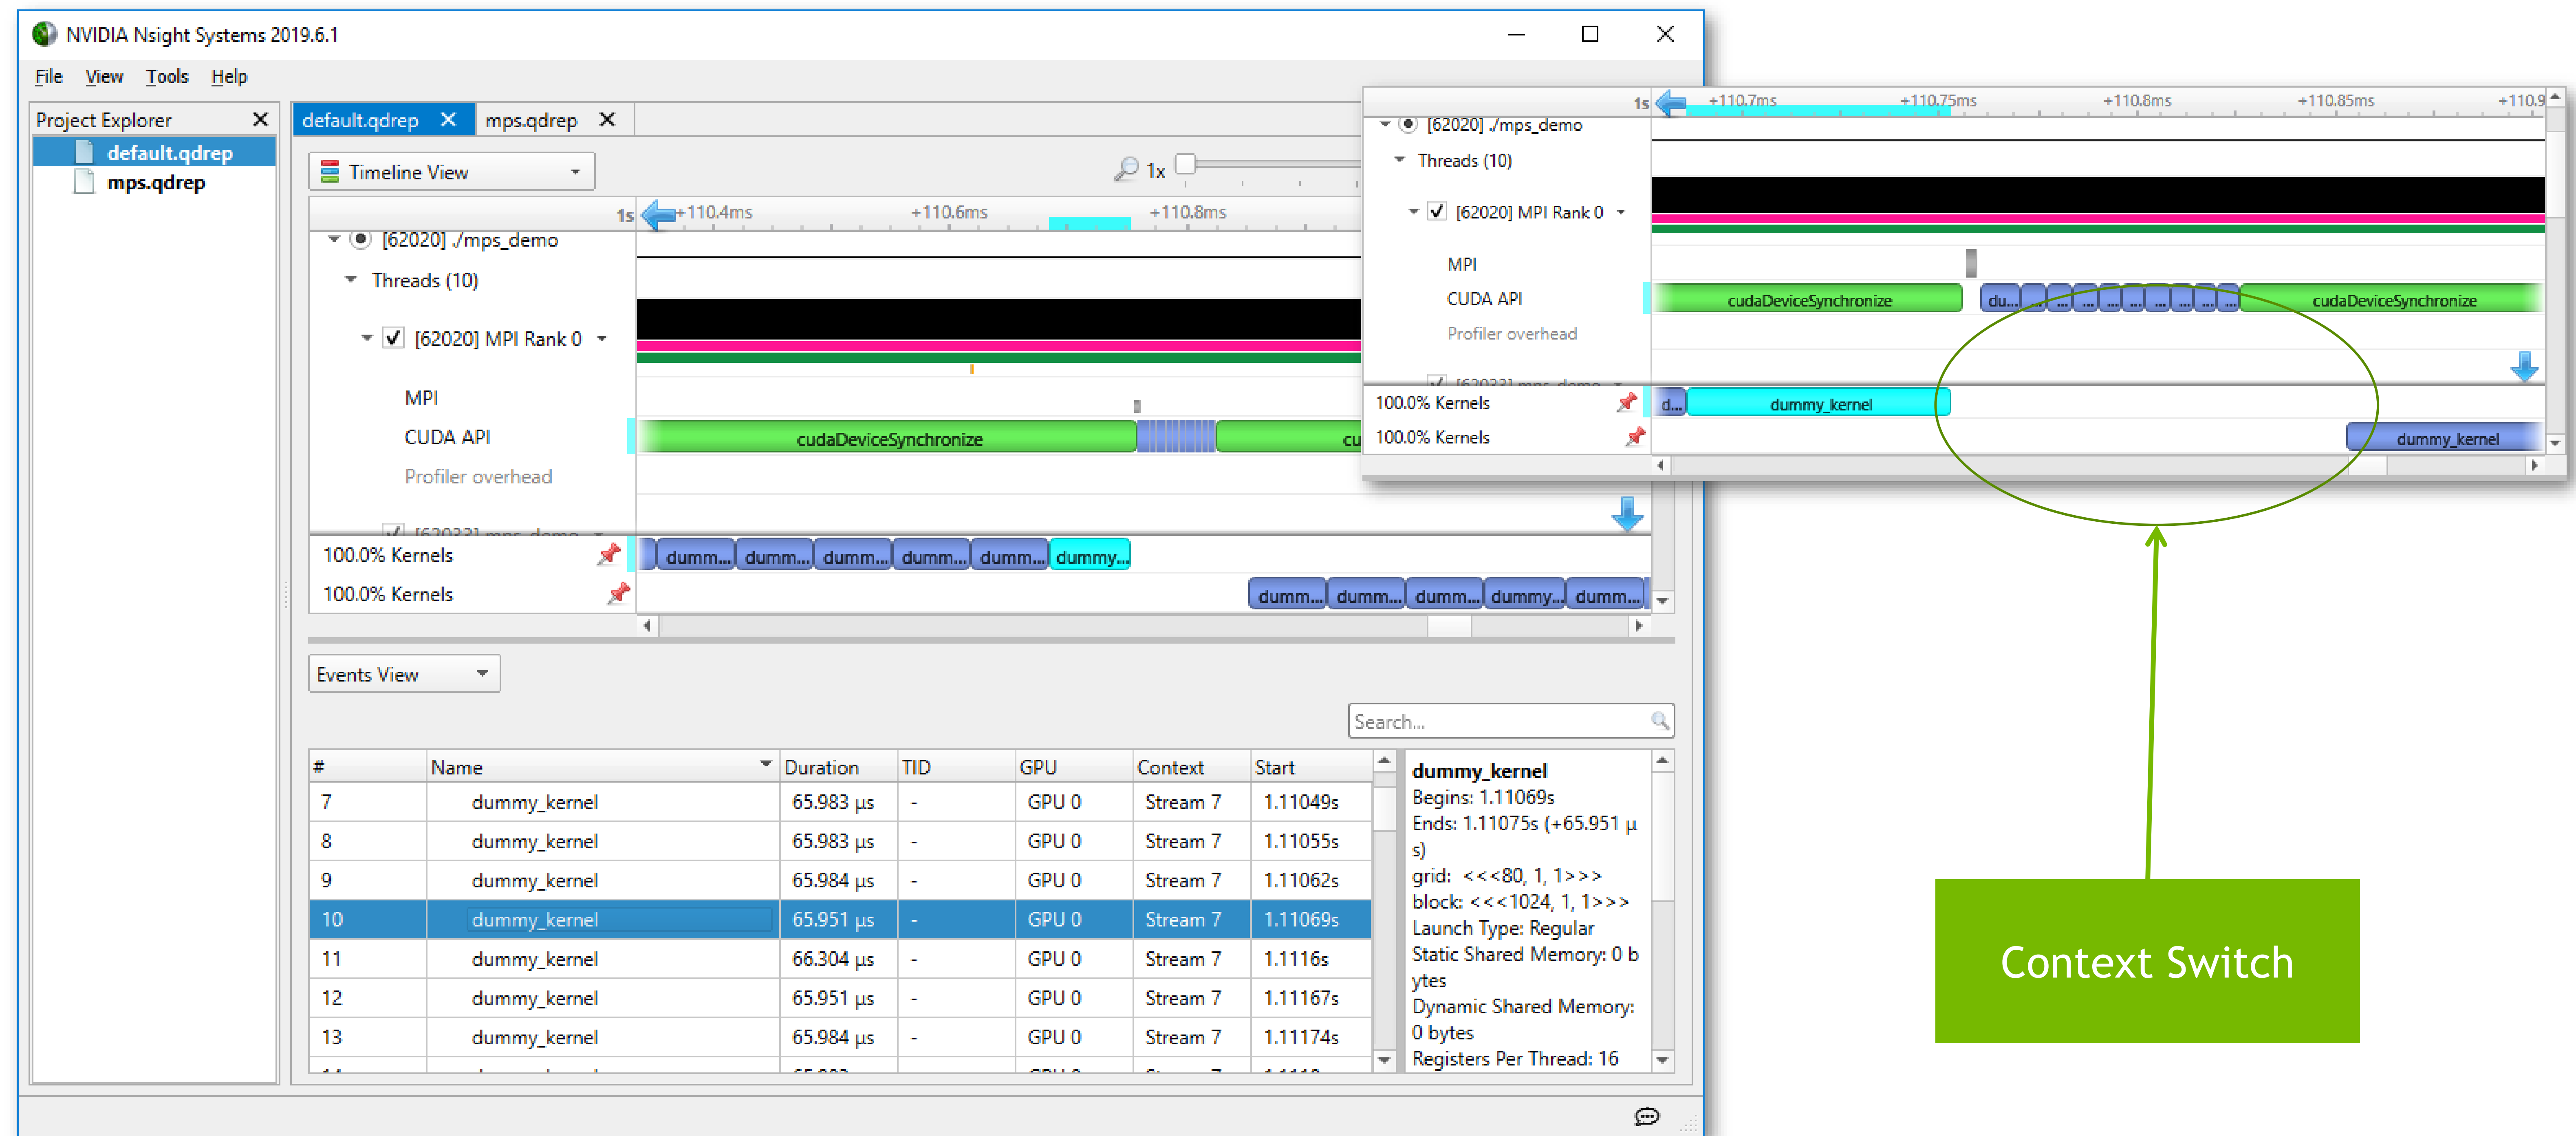 NVIDIA Nsight Systems 2019.6.1
File View Tools Help
Project Explorer
default.qdrep
mps.qdrep
default.qdrep
mps.qdrep
Timeline View
1x
1s
+110.4ms
+110.6ms
+110.8ms
[62020] ./mps_demo
Threads (10)
[62020] MPI Rank 0
MPI
CUDA API
cudaDeviceSynchronize
cu
Profiler overhead
[62033] mps_demo
100.0% Kernels
dumm... dumm... dumm... dumm... dumm... dummy...
100.0% Kernels
dumm... dumm... dumm... dummy... dumm...
1s
+110.7ms
+110.75ms
+110.8ms
+110.85ms
+110.9
[62020] ./mps_demo
Threads (10)
[62020] MPI Rank 0
MPI
CUDA API
cudaDeviceSynchronize
du... ... ... ... ... ... ... ... ... ...
cudaDeviceSynchronize
Profiler overhead
[62033] mps_demo
100.0% Kernels
d... dummy_kernel
100.0% Kernels
dummy_kernel
Events View
Search...
# Name Duration TID GPU Context Start
7 dummy_kernel 65.983 µs - GPU 0 Stream 7 1.11049s
8 dummy_kernel 65.983 µs - GPU 0 Stream 7 1.11055s
9 dummy_kernel 65.984 µs - GPU 0 Stream 7 1.11062s
10 dummy_kernel 65.951 µs - GPU 0 Stream 7 1.11069s
11 dummy_kernel 66.304 µs - GPU 0 Stream 7 1.1116s
12 dummy_kernel 65.951 µs - GPU 0 Stream 7 1.11167s
13 dummy_kernel 65.984 µs - GPU 0 Stream 7 1.11174s
dummy_kernel
Begins: 1.11069s
Ends: 1.11075s (+65.951 µ
s)
grid: <<<80, 1, 1>>>
block: <<<1024, 1, 1>>>
Launch Type: Regular
Static Shared Memory: 0 b
ytes
Dynamic Shared Memory:
0 bytes
Registers Per Thread: 16
Context Switch